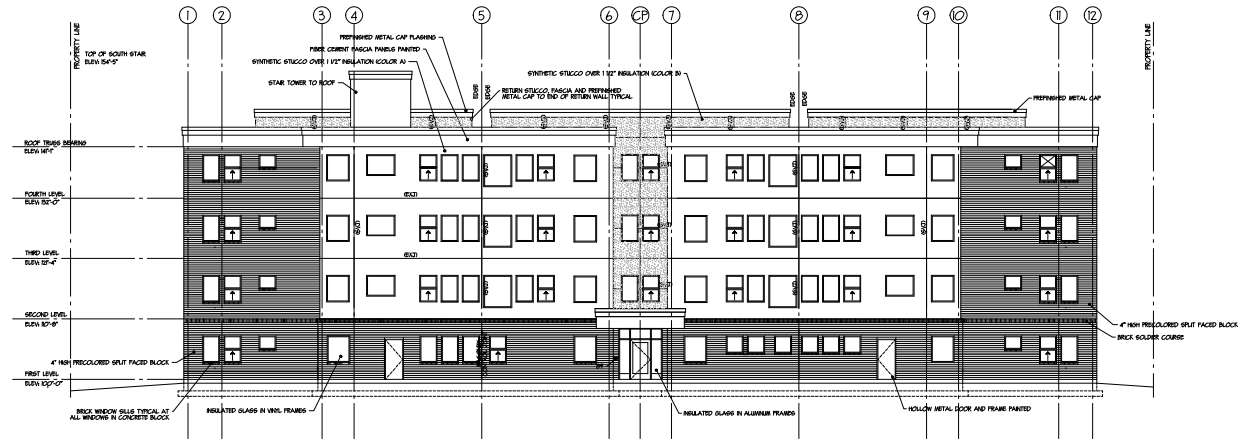 1 2 3 4 5 6 CP 7 8 9 10 11 12
PROPERTY LINE
PROPERTY LINE
TOP OF SOUTH STAIR
ELEV: 154'-5"
PREFINISHED METAL CAP FLASHING
FIBER CEMENT FASCIA PANELS PAINTED
SYNTHETIC STUCCO OVER 1 1/2" INSULATION (COLOR A)
STAIR TOWER TO ROOF
EDGE
EDGE
RETURN STUCCO, FASCIA AND PREFINISHED
METAL CAP TO END OF RETURN WALL TYPICAL
SYNTHETIC STUCCO OVER 1 1/2" INSULATION (COLOR B)
EDGE
EDGE
PREFINISHED METAL CAP
ROOF TRUSS BEARING
ELEV: 141'-1"
FOURTH LEVEL
ELEV: 132'-0"
(EXJ)
THIRD LEVEL
ELEV: 121'-4"
(EXJ)
SECOND LEVEL
ELEV: 110'-8"
4" HIGH PRECOLORED SPLIT FACED BLOCK
BRICK SOLDIER COURSE
4" HIGH PRECOLORED SPLIT FACED BLOCK
FIRST LEVEL
ELEV: 100'-0"
BRICK WINDOW SILLS TYPICAL AT
ALL WINDOWS IN CONCRETE BLOCK
INSULATED GLASS IN VINYL FRAMES
INSULATED GLASS IN ALUMINUM FRAMES
HOLLOW METAL DOOR AND FRAME PAINTED